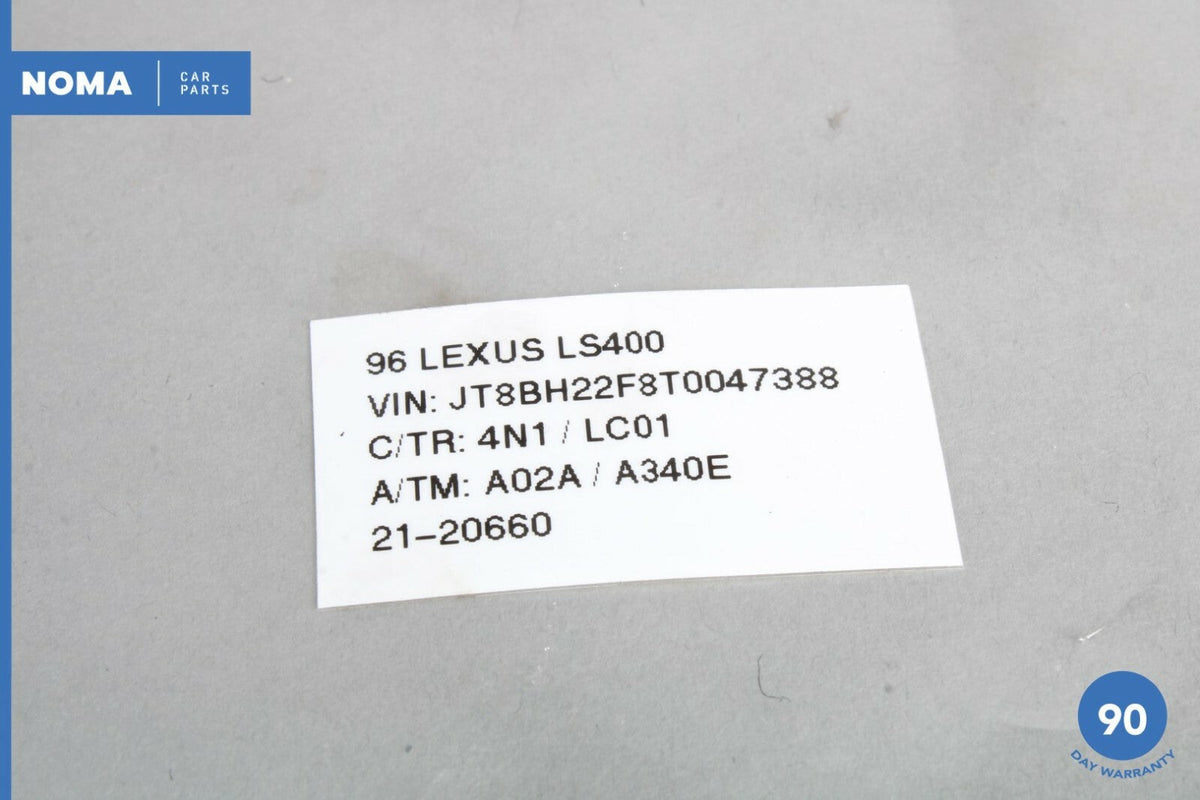 NOMA
CAR
PARTS
96 LEXUS LS400
VIN: JT8BH22F8T0047388
C/TR: 4N1 / LC01
A/TM: A02A / A340E
21-20660
90
DAY WARRANTY